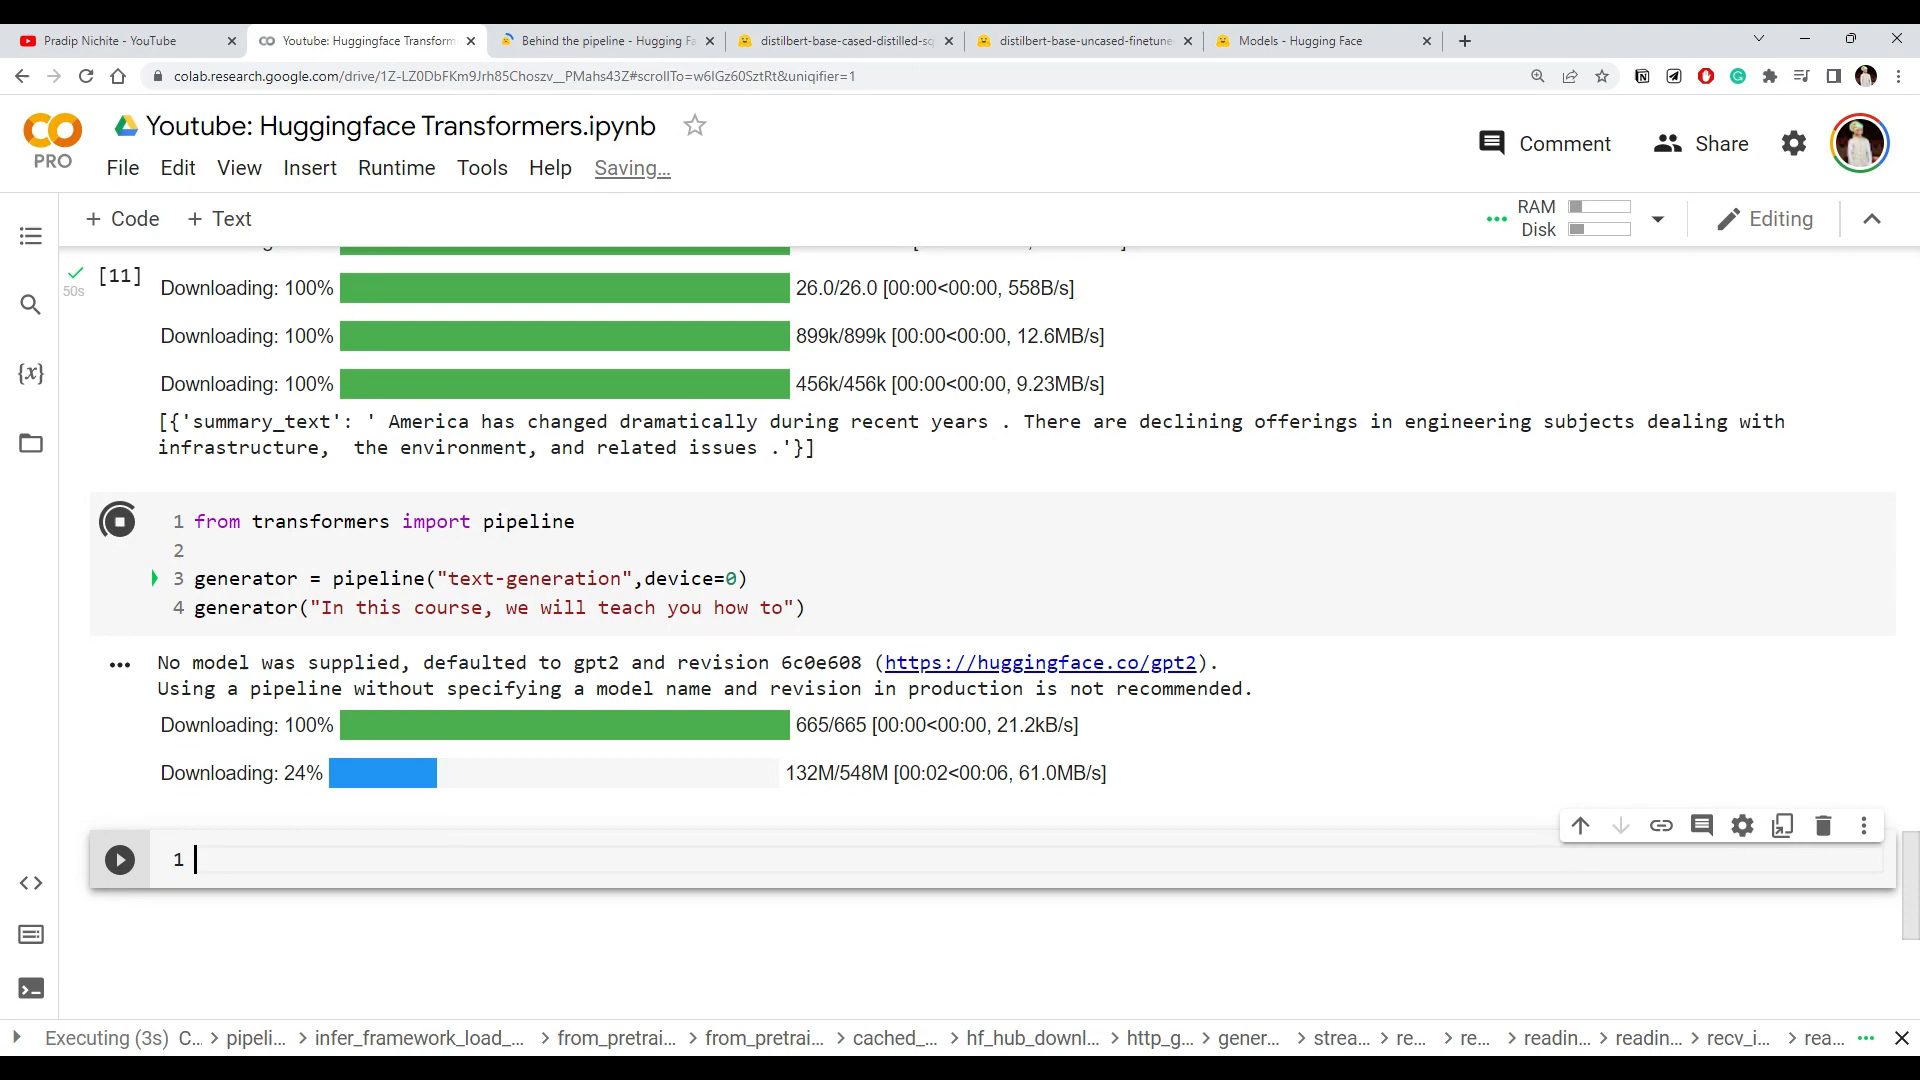 Pradip Nichite - YouTube
Youtube: Huggingface Transform
Behind the pipeline - Hugging Fa
distilbert-base-cased-distilled-sq
distilbert-base-uncased-finetune
Models - Hugging Face
colab.research.google.com/drive/1Z-LZ0DbFKm9Jrh85Choszv__PMahs43Z#scrollTo=w6IGz60SztRt&uniqifier=1
Youtube: Huggingface Transformers.ipynb
PRO
File Edit View Insert Runtime Tools Help Saving...
Comment
Share
+ Code + Text
RAM
Disk
Editing
50s
[11]
Downloading: 100% 26.0/26.0 [00:00<00:00, 558B/s]
Downloading: 100% 899k/899k [00:00<00:00, 12.6MB/s]
Downloading: 100% 456k/456k [00:00<00:00, 9.23MB/s]
[{'summary_text': ' America has changed dramatically during recent years . There are declining offerings in engineering subjects dealing with
infrastructure,  the environment, and related issues .'}]
1 from transformers import pipeline
2
3 generator = pipeline("text-generation",device=0)
4 generator("In this course, we will teach you how to")
No model was supplied, defaulted to gpt2 and revision 6c0e608 (https://huggingface.co/gpt2).
Using a pipeline without specifying a model name and revision in production is not recommended.
Downloading: 100% 665/665 [00:00<00:00, 21.2kB/s]
Downloading: 24% 132M/548M [00:02<00:06, 61.0MB/s]
1
Executing (3s) C... > pipeli... > infer_framework_load_... > from_pretrai... > from_pretrai... > cached_... > hf_hub_downl... > http_g... > gener... > strea... > re... > re... > readin... > readin... > recv_i... > rea...